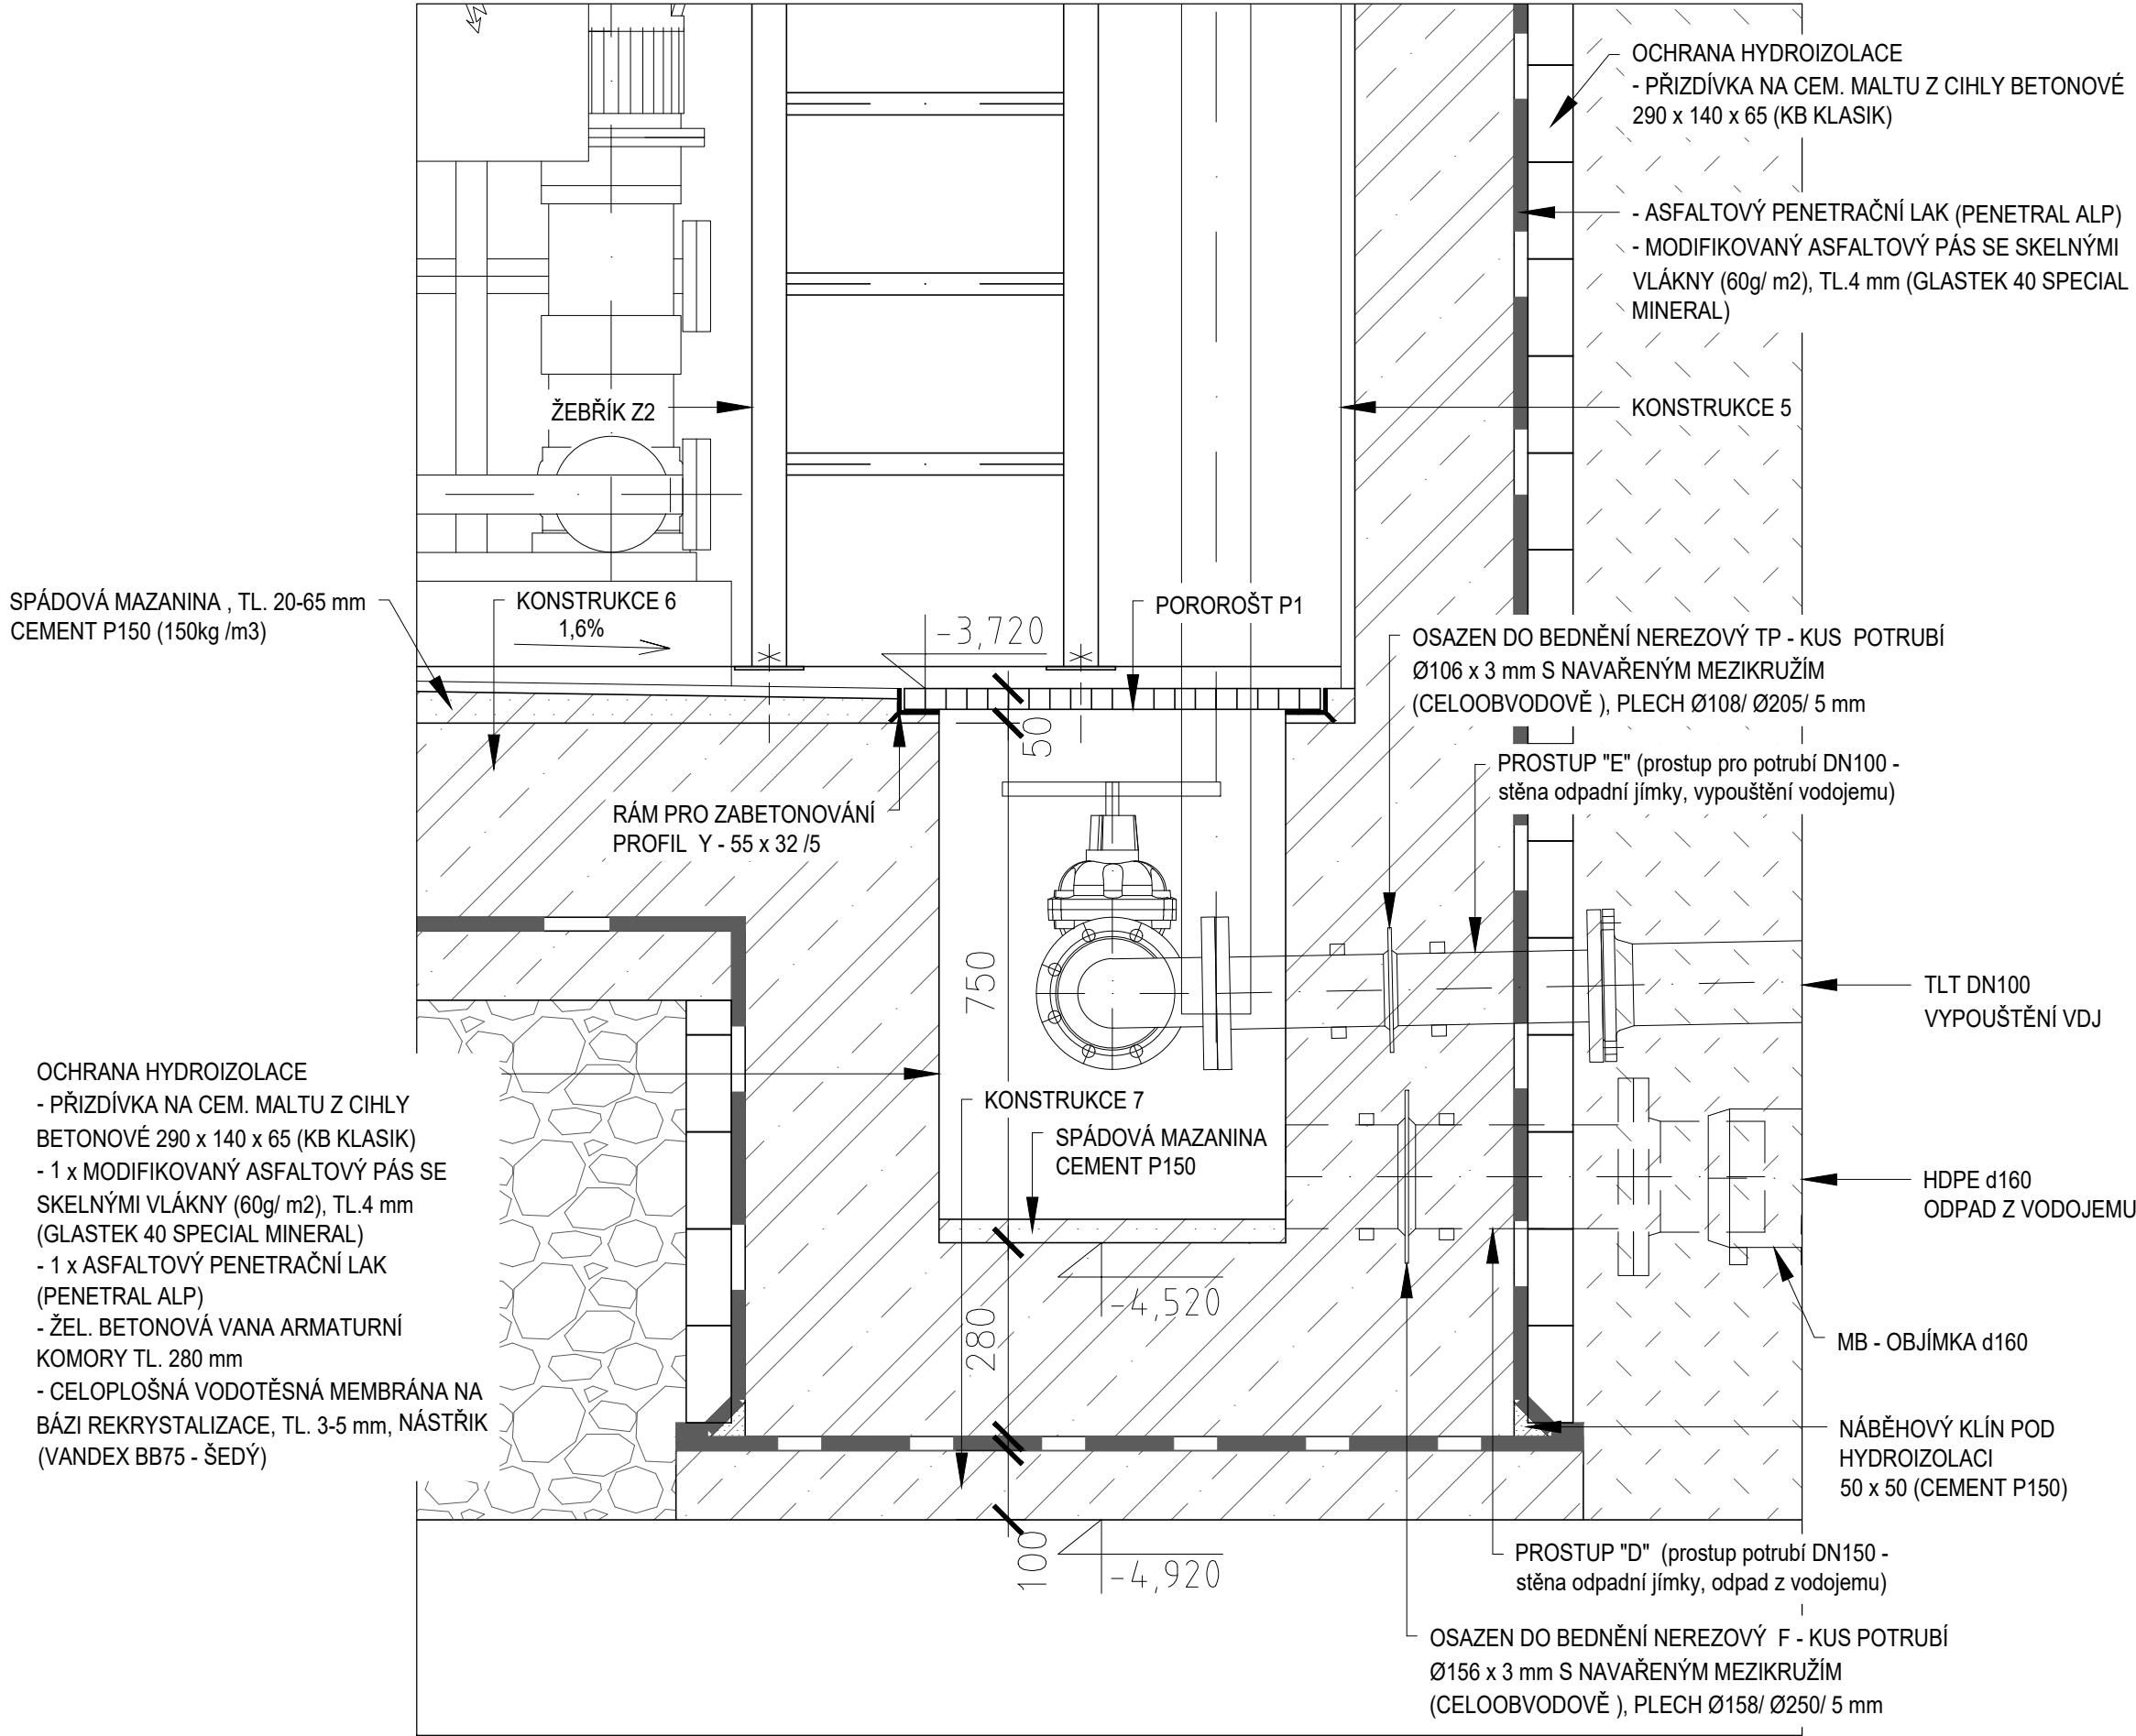 OCHRANA HYDROIZOLACE
- PŘIZDÍVKA NA CEM. MALTU Z CIHLY BETONOVÉ
290 x 140 x 65 (KB KLASIK)
- ASFALTOVÝ PENETRAČNÍ LAK (PENETRAL ALP)
- MODIFIKOVANÝ ASFALTOVÝ PÁS SE SKELNÝMI
VLÁKNY (60g/ m2), TL.4 mm (GLASTEK 40 SPECIAL
MINERAL)
ŽEBŘÍK Z2
KONSTRUKCE 5
SPÁDOVÁ MAZANINA , TL. 20-65 mm
CEMENT P150 (150kg /m3)
KONSTRUKCE 6
1,6%
-3,720
POROROŠT P1
OSAZEN DO BEDNĚNÍ NEREZOVÝ TP - KUS POTRUBÍ
Ø106 x 3 mm S NAVAŘENÝM MEZIKRUŽÍM
(CELOOBVODOVĚ ), PLECH Ø108/ Ø205/ 5 mm
50
PROSTUP "E" (prostup pro potrubí DN100 -
stěna odpadní jímky, vypouštění vodojemu)
RÁM PRO ZABETONOVÁNÍ
PROFIL Y - 55 x 32 /5
750
TLT DN100
VYPOUŠTĚNÍ VDJ
OCHRANA HYDROIZOLACE
- PŘIZDÍVKA NA CEM. MALTU Z CIHLY
BETONOVÉ 290 x 140 x 65 (KB KLASIK)
- 1 x MODIFIKOVANÝ ASFALTOVÝ PÁS SE
SKELNÝMI VLÁKNY (60g/ m2), TL.4 mm
(GLASTEK 40 SPECIAL MINERAL)
- 1 x ASFALTOVÝ PENETRAČNÍ LAK
(PENETRAL ALP)
- ŽEL. BETONOVÁ VANA ARMATURNÍ
KOMORY TL. 280 mm
- CELOPLOŠNÁ VODOTĚSNÁ MEMBRÁNA NA
BÁZI REKRYSTALIZACE, TL. 3-5 mm, NÁSTŘIK
(VANDEX BB75 - ŠEDÝ)
KONSTRUKCE 7
SPÁDOVÁ MAZANINA
CEMENT P150
HDPE d160
ODPAD Z VODOJEMU
-4,520
280
MB - OBJÍMKA d160
NÁBĚHOVÝ KLÍN POD
HYDROIZOLACI
50 x 50 (CEMENT P150)
100
-4,920
PROSTUP "D" (prostup potrubí DN150 -
stěna odpadní jímky, odpad z vodojemu)
OSAZEN DO BEDNĚNÍ NEREZOVÝ F - KUS POTRUBÍ
Ø156 x 3 mm S NAVAŘENÝM MEZIKRUŽÍM
(CELOOBVODOVĚ ), PLECH Ø158/ Ø250/ 5 mm